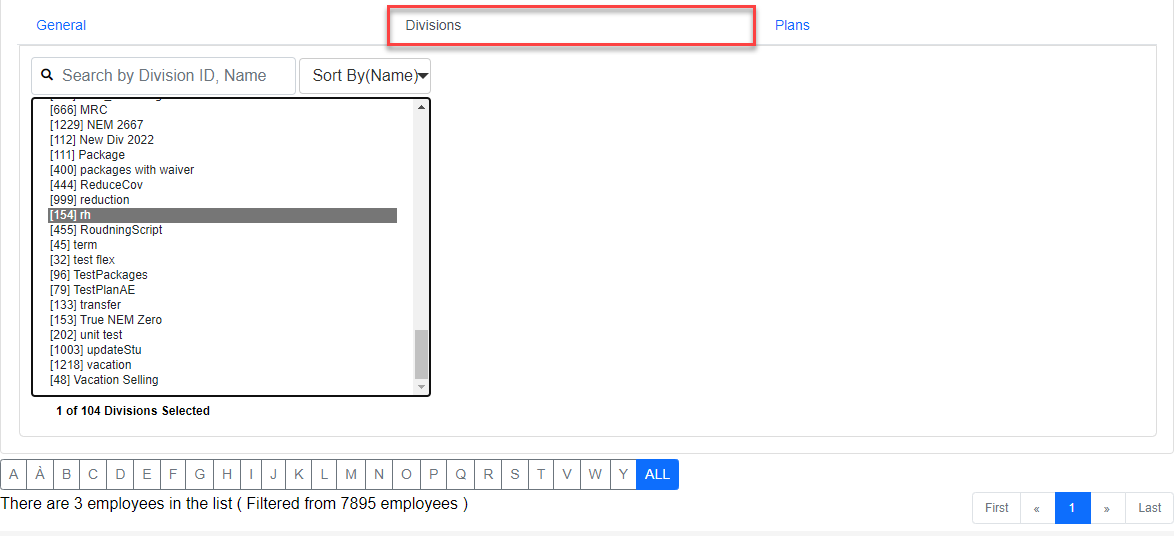 General Divisions Plans
Search by Division ID, Name Sort By(Name)
[666] MRC
[1229] NEM 2667
[112] New Div 2022
[111] Package
[400] packages with waiver
[444] ReduceCov
[999] reduction
[154] rh
[455] RoudningScript
[45] term
[32] test flex
[96] TestPackages
[79] TestPlanAE
[133] transfer
[153] True NEM Zero
[202] unit test
[1003] updateStu
[1218] vacation
[48] Vacation Selling
1 of 104 Divisions Selected
A À B C D E F G H I J K L M N O P Q R S T V W Y ALL
There are 3 employees in the list ( Filtered from 7895 employees )
First « 1 » Last